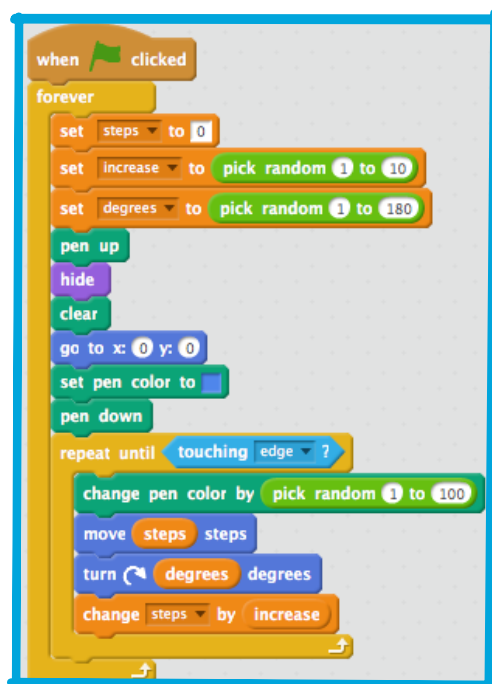 when clicked
forever
set steps to 0
set increase to pick random 1 to 10
set degrees to pick random 1 to 180
pen up
hide
clear
go to x: 0 y: 0
set pen color to
pen down
repeat until touching edge ?
change pen color by pick random 1 to 100
move steps steps
turn degrees degrees
change steps by increase